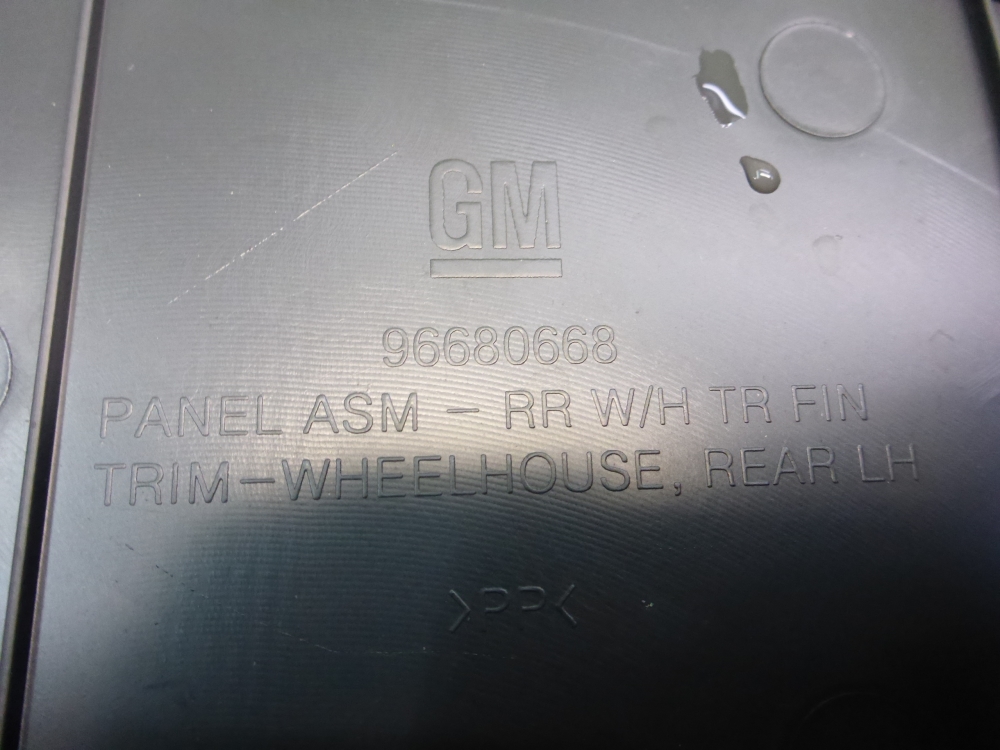 GM
96680668
PANEL ASM – RR W/H TR FIN
TRIM–WHEELHOUSE, REAR LH
>PP<